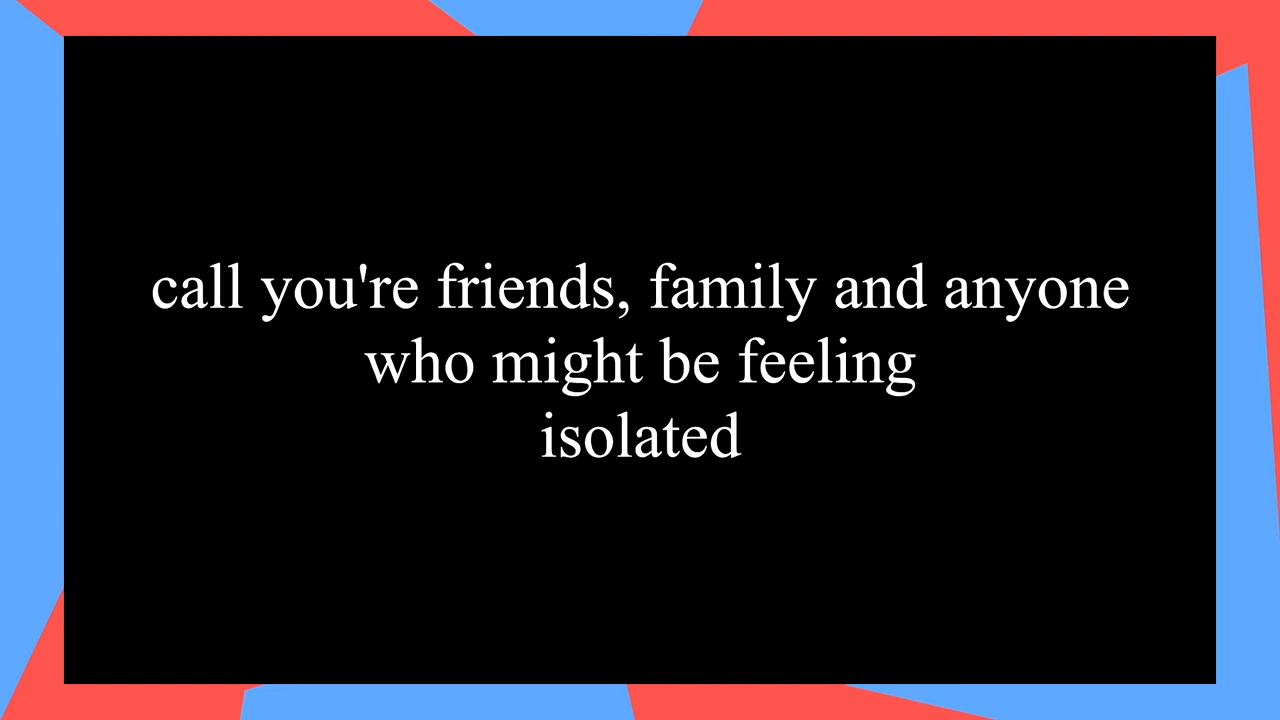 call you're friends, family and anyone
who might be feeling
isolated